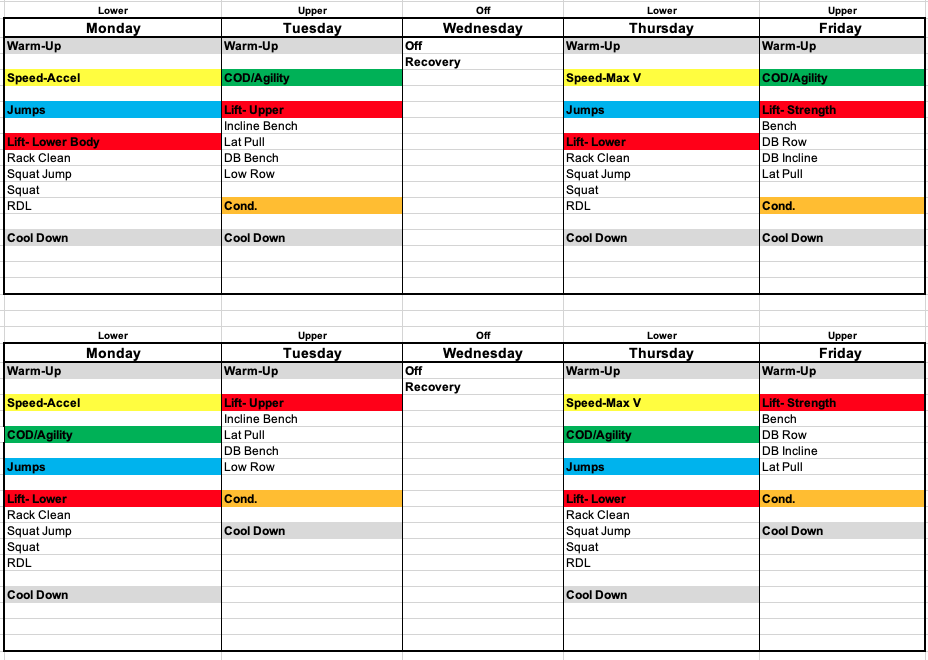 Lower Upper Off Lower Upper
Monday Tuesday Wednesday Thursday Friday
Warm-Up Warm-Up Off Warm-Up Warm-Up
Recovery
Speed-Accel COD/Agility Speed-Max V COD/Agility
Jumps Lift- Upper Jumps Lift- Strength
Incline Bench Bench
Lift- Lower Body Lat Pull Lift- Lower DB Row
Rack Clean DB Bench Rack Clean DB Incline
Squat Jump Low Row Squat Jump Lat Pull
Squat Squat
RDL Cond. RDL Cond.
Cool Down Cool Down Cool Down Cool Down
Lower Upper Off Lower Upper
Monday Tuesday Wednesday Thursday Friday
Warm-Up Warm-Up Off Warm-Up Warm-Up
Recovery
Speed-Accel Lift- Upper Speed-Max V Lift- Strength
Incline Bench Bench
COD/Agility Lat Pull COD/Agility DB Row
DB Bench DB Incline
Jumps Low Row Jumps Lat Pull
Lift- Lower Cond. Lift- Lower Cond.
Rack Clean Rack Clean
Squat Jump Cool Down Squat Jump Cool Down
Squat Squat
RDL RDL
Cool Down Cool Down